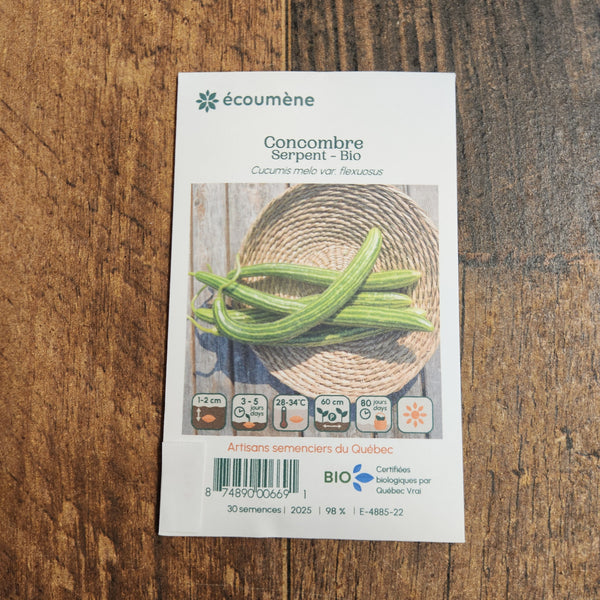 écoumène
Concombre
Serpent - Bio
Cucumis melo var. flexuosus
1-2 cm
3 - 5
jours
days
28-34°C
60 cm
80
jours
days
Artisans semenciers du Québec
8 74890 00669 1
BIO
Certifiées
biologiques par
Québec Vrai
30 semences | 2025 | 98 % | E-4885-22